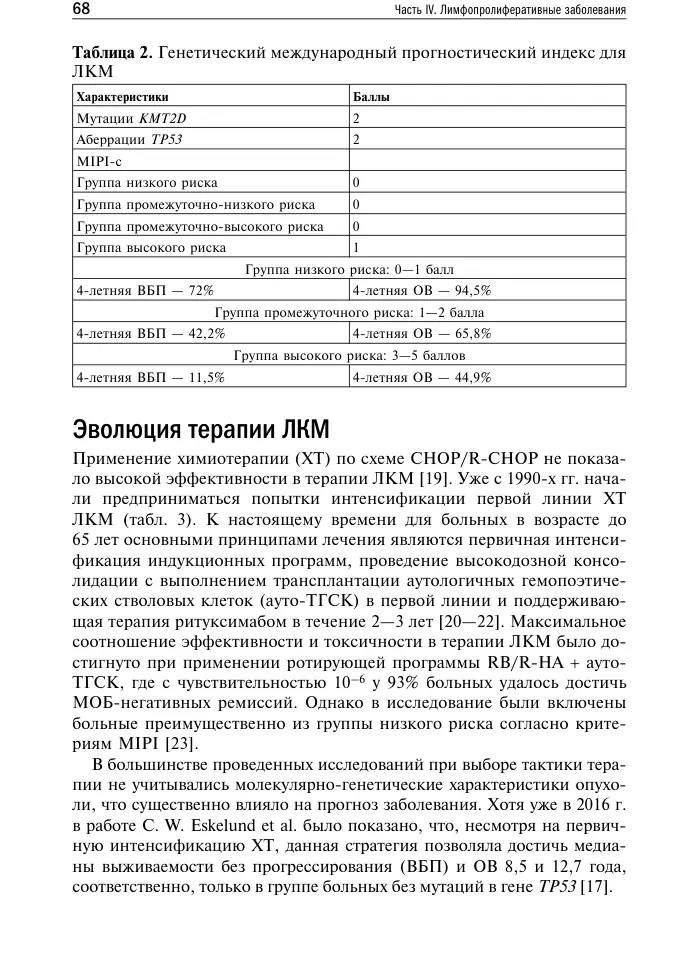 68
Часть IV. Лимфопролиферативные заболевания
Таблица 2. Генетический международный прогностический индекс для
ЛКМ
Характеристики Баллы
Мутации KMT2D 2
Аберрации TP53 2
MIPI-c
Группа низкого риска 0
Группа промежуточно-низкого риска 0
Группа промежуточно-высокого риска 0
Группа высокого риска 1
Группа низкого риска: 0—1 балл
4-летняя ВБП — 72% 4-летняя ОВ — 94,5%
Группа промежуточного риска: 1—2 балла
4-летняя ВБП — 42,2% 4-летняя ОВ — 65,8%
Группа высокого риска: 3—5 баллов
4-летняя ВБП — 11,5% 4-летняя ОВ — 44,9%
Эволюция терапии ЛКМ
Применение химиотерапии (ХТ) по схеме CHOP/R-CHOP не показа-
ло высокой эффективности в терапии ЛКМ [19]. Уже с 1990-х гг. нача-
ли предприниматься попытки интенсификации первой линии ХТ
ЛКМ (табл. 3). К настоящему времени для больных в возрасте до
65 лет основными принципами лечения являются первичная интенси-
фикация индукционных программ, проведение высокодозной консо-
лидации с выполнением трансплантации аутологичных гемопоэтиче-
ских стволовых клеток (ауто-ТГСК) в первой линии и поддерживаю-
щая терапия ритуксимабом в течение 2—3 лет [20—22]. Максимальное
соотношение эффективности и токсичности в терапии ЛКМ было до-
стигнуто при применении ротирующей программы RB/R-HA + ауто-
ТГСК, где с чувствительностью 10⁻⁶ у 93% больных удалось достичь
МОБ-негативных ремиссий. Однако в исследование были включены
больные преимущественно из группы низкого риска согласно крите-
риям MIPI [23].
В большинстве проведенных исследований при выборе тактики тера-
пии не учитывались молекулярно-генетические характеристики опухо-
ли, что существенно влияло на прогноз заболевания. Хотя уже в 2016 г.
в работе C. W. Eskelund et al. было показано, что, несмотря на первич-
ную интенсификацию ХТ, данная стратегия позволяла достичь медиа-
ны выживаемости без прогрессирования (ВБП) и ОВ 8,5 и 12,7 года,
соответственно, только в группе больных без мутаций в гене TP53 [17].